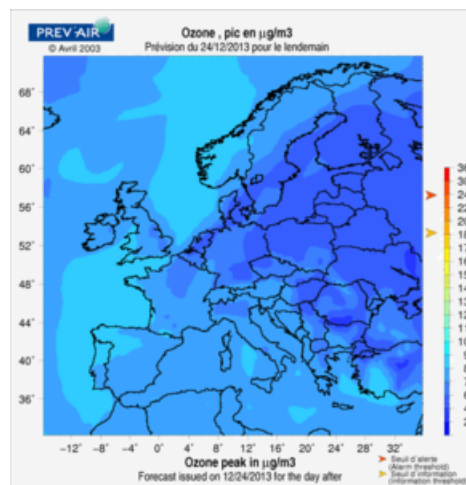 PREV'AIR
© Avril 2003
Ozone , pic en µg/m3
Prévision du 24/12/2013 pour le lendemain
68°
64°
60°
56°
52°
48°
44°
40°
36°
32°
−12° −8° −4° 0° 4° 8° 12° 16° 20° 24° 28° 32°
Ozone peak in µg/m3
Forecast issued on 12/24/2013 for the day after
Seuil d'alerte
(Alarm threshold)
Seuil d'information
(Information threshold)